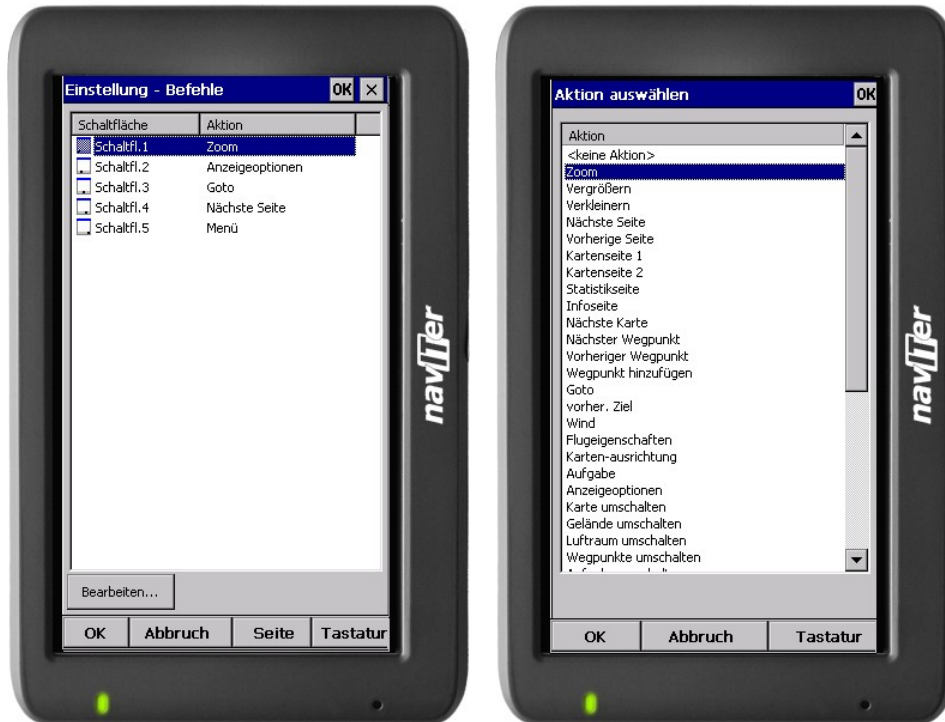 Einstellung - Befehle OK ×
Schaltfläche Aktion
Schaltfl.1 Zoom
Schaltfl.2 Anzeigeoptionen
Schaltfl.3 Goto
Schaltfl.4 Nächste Seite
Schaltfl.5 Menü
Bearbeiten...
OK Abbruch Seite Tastatur
naviter
Aktion auswählen OK
Aktion
<keine Aktion>
Zoom
Vergrößern
Verkleinern
Nächste Seite
Vorherige Seite
Kartenseite 1
Kartenseite 2
Statistikseite
Infoseite
Nächste Karte
Nächster Wegpunkt
Vorheriger Wegpunkt
Wegpunkt hinzufügen
Goto
vorher. Ziel
Wind
Flugeigenschaften
Karten-ausrichtung
Aufgabe
Anzeigeoptionen
Karte umschalten
Gelände umschalten
Luftraum umschalten
Wegpunkte umschalten
OK Abbruch Tastatur
naviter